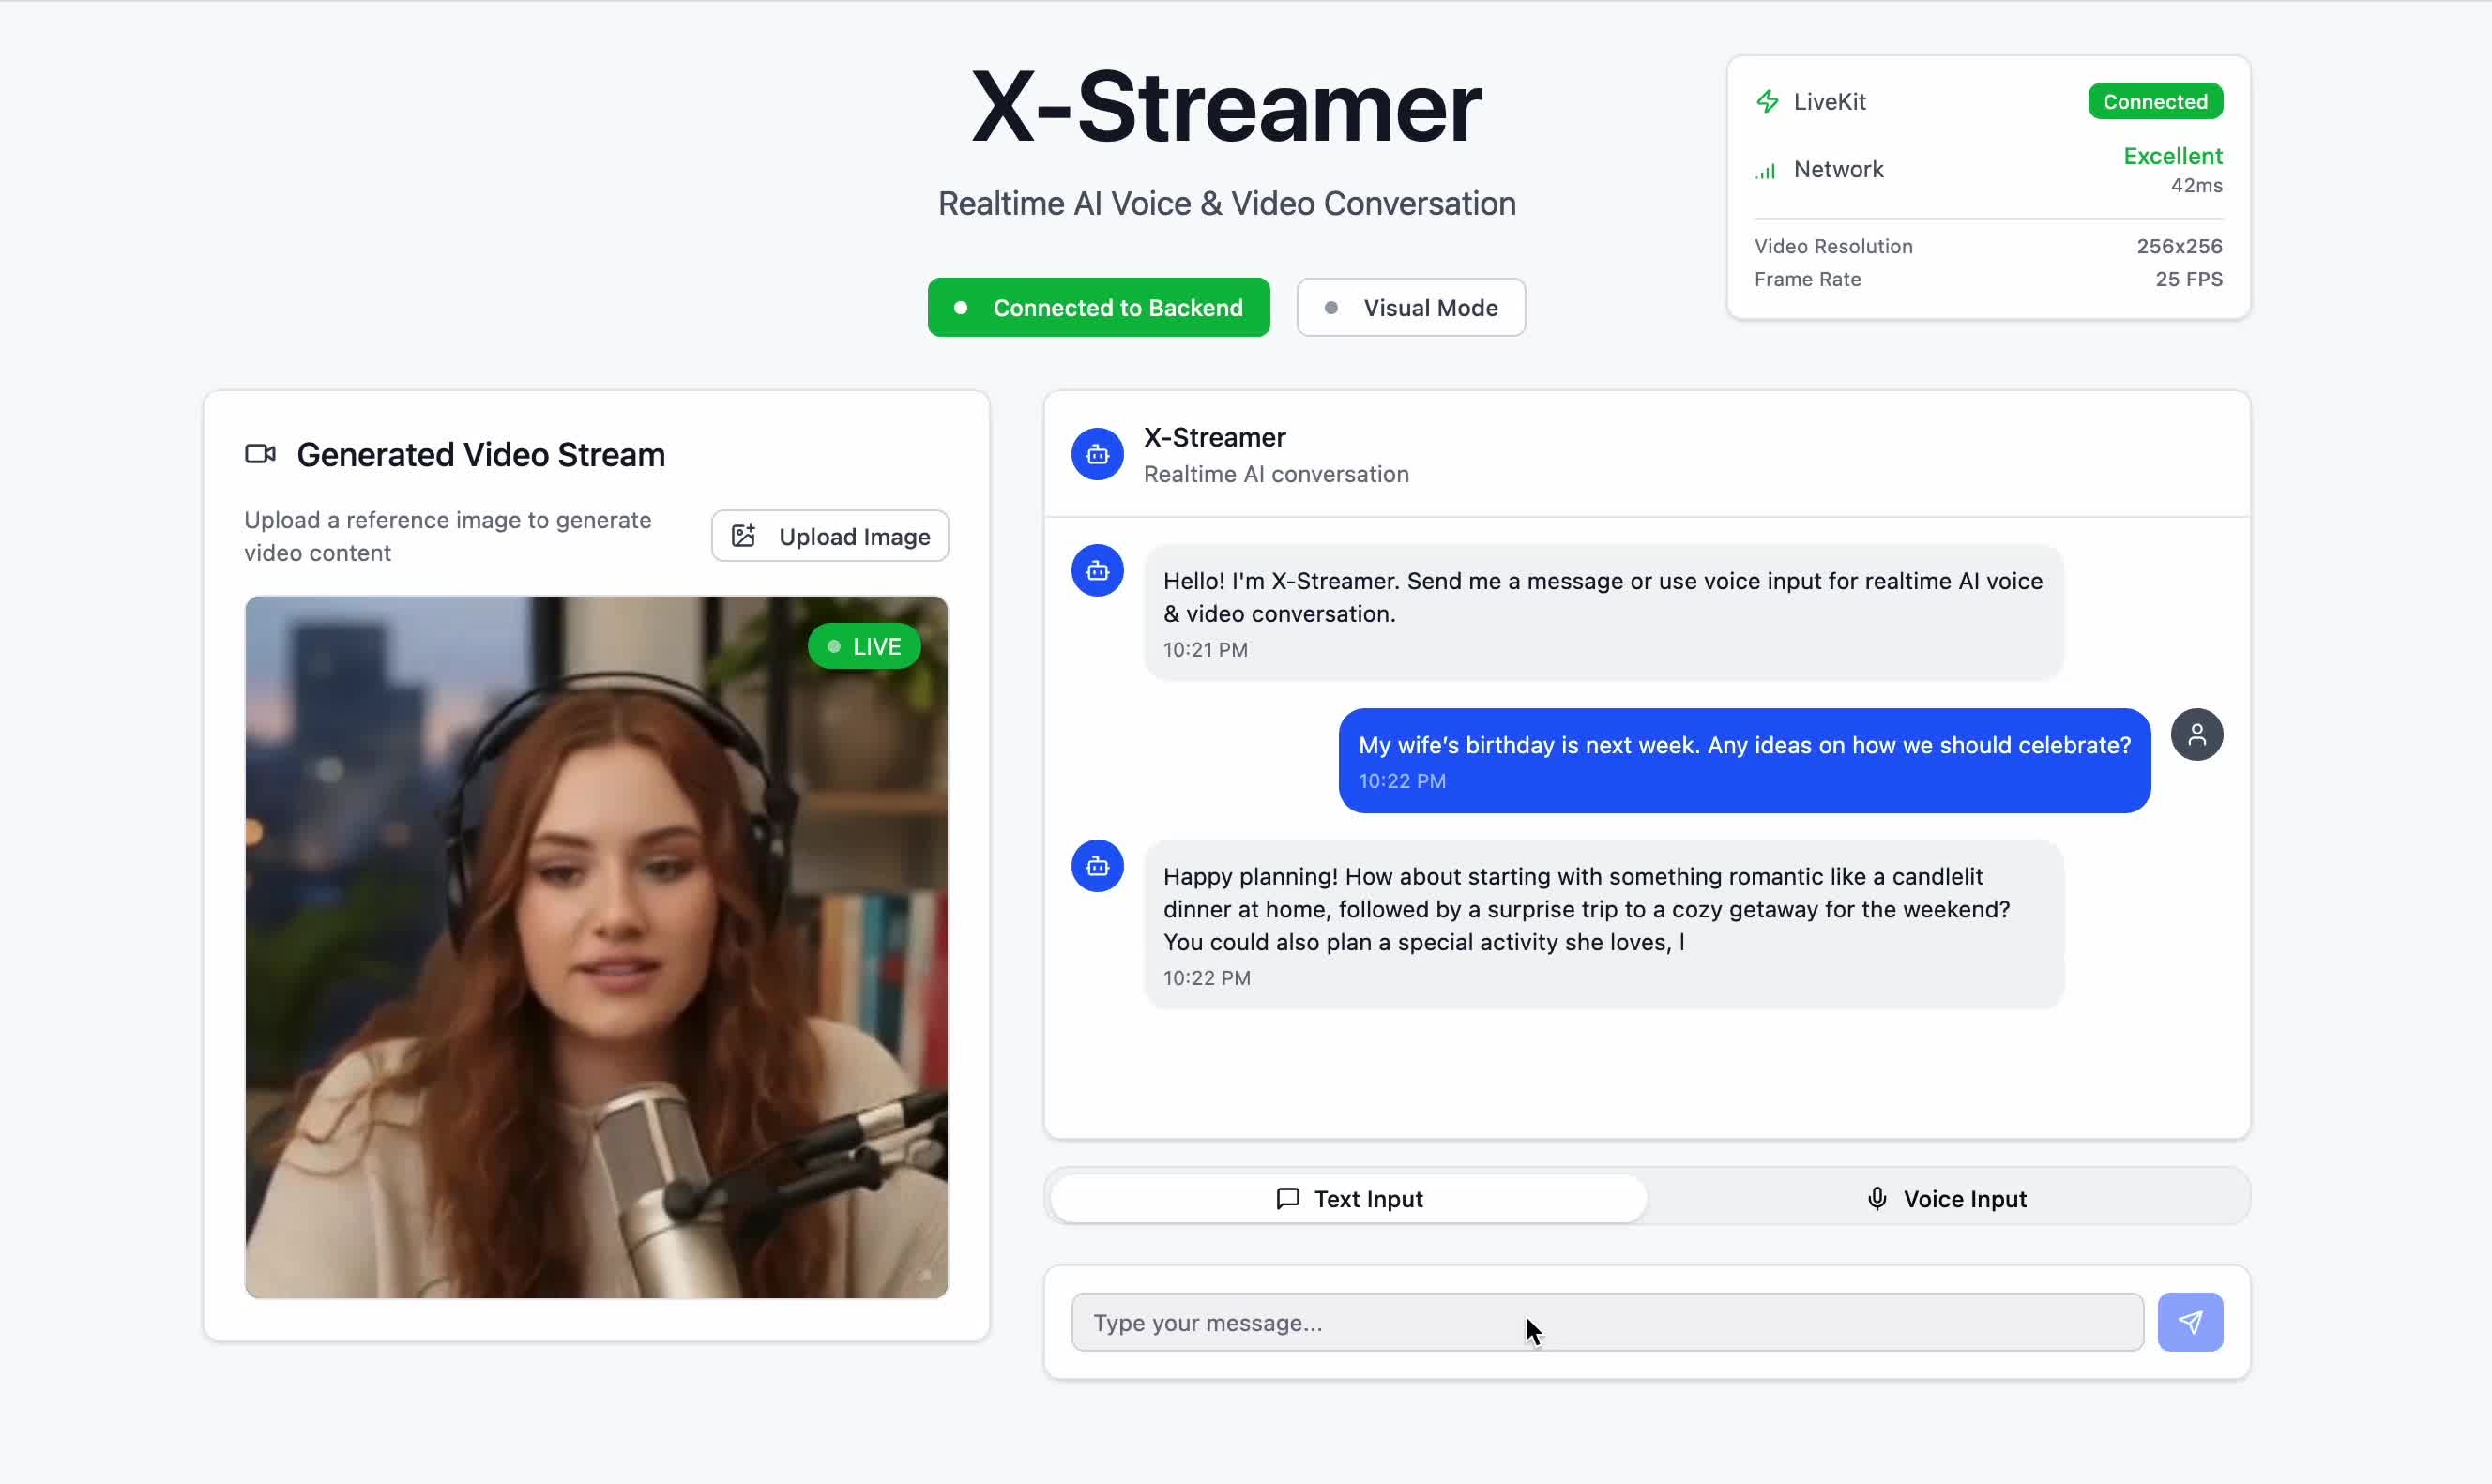 X-Streamer
Realtime AI Voice & Video Conversation
Connected to Backend
Visual Mode
LiveKit
Connected
Network
Excellent
42ms
Video Resolution
256x256
Frame Rate
25 FPS
Generated Video Stream
Upload a reference image to generate
video content
Upload Image
LIVE
X-Streamer
Realtime AI conversation
Hello! I'm X-Streamer. Send me a message or use voice input for realtime AI voice
& video conversation.
10:21 PM
My wife's birthday is next week. Any ideas on how we should celebrate?
10:22 PM
Happy planning! How about starting with something romantic like a candlelit
dinner at home, followed by a surprise trip to a cozy getaway for the weekend?
You could also plan a special activity she loves, l
10:22 PM
Text Input
Voice Input
Type your message...